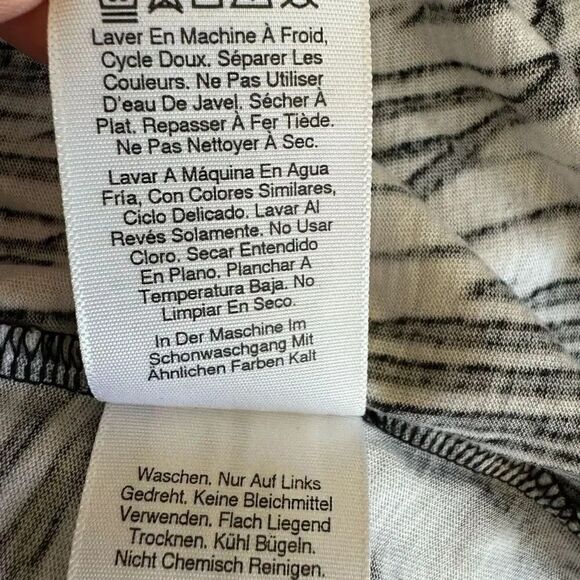 Laver En Machine À Froid,
Cycle Doux. Séparer Les
Couleurs. Ne Pas Utiliser
D'eau De Javel. Sécher À
Plat. Repasser À Fer Tiède.
Ne Pas Nettoyer À Sec.
Lavar A Máquina En Agua
Fría, Con Colores Similares,
Ciclo Delicado. Lavar Al
Revés Solamente. No Usar
Cloro. Secar Entendido
En Plano. Planchar A
Temperatura Baja. No
Limpiar En Seco.
In Der Maschine Im
Schonwaschgang Mit
Ähnlichen Farben Kalt
Waschen. Nur Auf Links
Gedreht. Keine Bleichmittel
Verwenden. Flach Liegend
Trocknen. Kühl Bügeln.
Nicht Chemisch Reinigen.